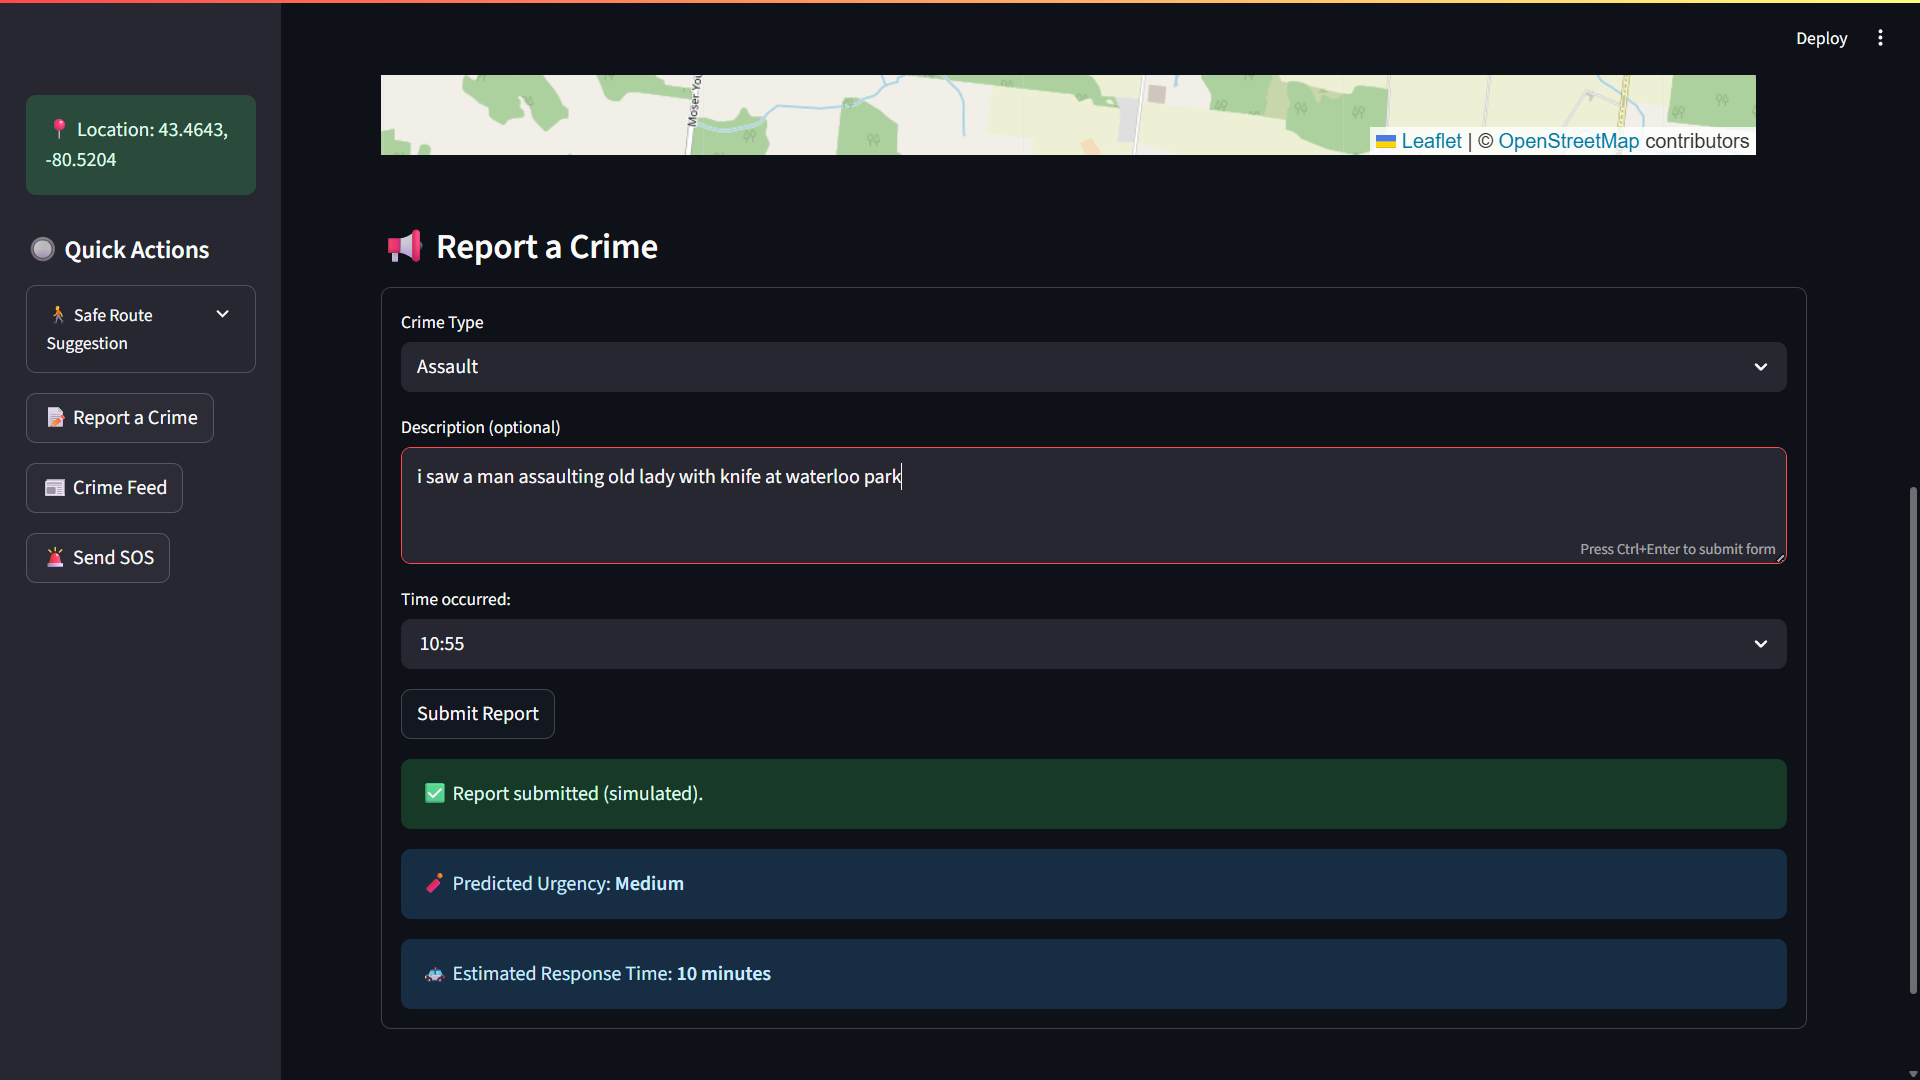 Deploy
Location: 43.4643,
-80.5204
Quick Actions
Safe Route
Suggestion
Report a Crime
Crime Feed
Send SOS
Moser You
Leaflet | © OpenStreetMap contributors
Report a Crime
Crime Type
Assault
Description (optional)
i saw a man assaulting old lady with knife at waterloo park
Press Ctrl+Enter to submit form
Time occurred:
10:55
Submit Report
Report submitted (simulated).
Predicted Urgency: Medium
Estimated Response Time: 10 minutes